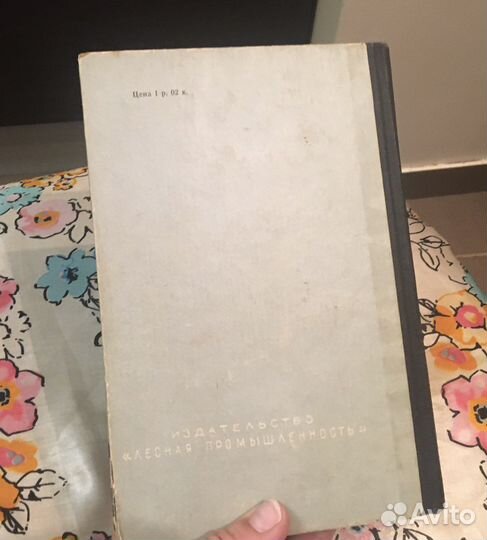 Цена 1 р. 02 к.
ИЗДАТЕЛЬСТВО
«ЛЕСНАЯ ПРОМЫШЛЕННОСТЬ»
Avito